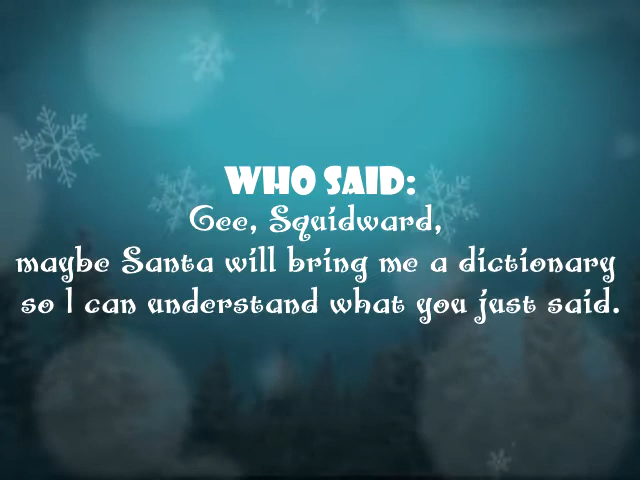 WHO SAID:
Gee, Squidward,
maybe Santa will bring me a dictionary
so I can understand what you just said.